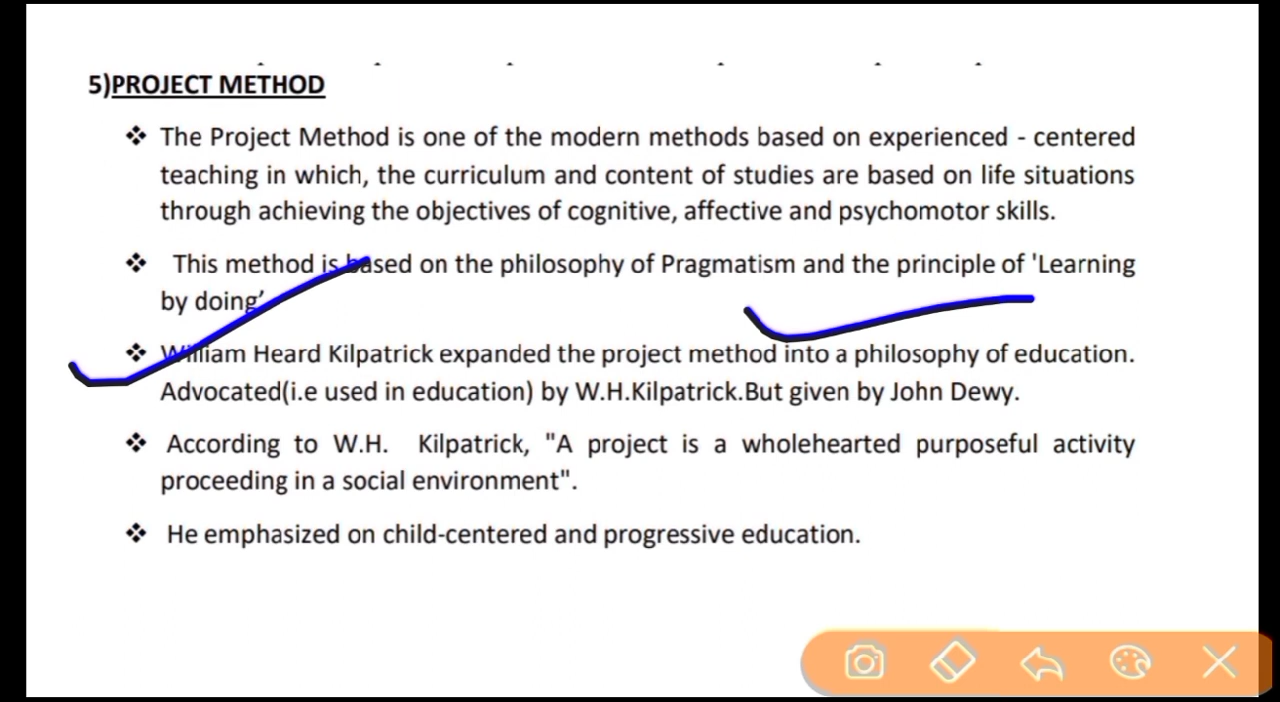 5)PROJECT METHOD
❖ The Project Method is one of the modern methods based on experienced - centered
teaching in which, the curriculum and content of studies are based on life situations
through achieving the objectives of cognitive, affective and psychomotor skills.
❖ This method is based on the philosophy of Pragmatism and the principle of 'Learning
by doing’
❖ William Heard Kilpatrick expanded the project method into a philosophy of education.
Advocated(i.e used in education) by W.H.Kilpatrick.But given by John Dewy.
❖ According to W.H. Kilpatrick, "A project is a wholehearted purposeful activity
proceeding in a social environment".
❖ He emphasized on child-centered and progressive education.